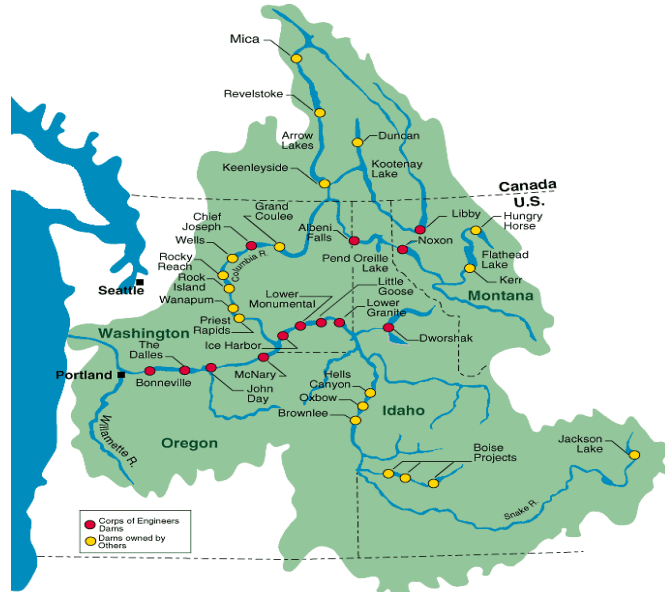 Mica
Revelstoke
Arrow
Lakes
Duncan
Keenleyside
Kootenay
Lake
Canada
U.S.
Grand
Coulee
Chief
Joseph
Albeni
Falls
Libby
Hungry
Horse
Noxon
Wells
Columbia R.
Pend Oreille
Lake
Flathead
Lake
Rocky
Reach
Kerr
Seattle
Rock
Island
Little
Goose
Montana
Wanapum
Lower
Monumental
Lower
Granite
Priest
Rapids
Washington
Ice Harbor
Dworshak
The
Dalles
Portland
Bonneville
McNary
John
Day
Hells
Canyon
Oxbow
Brownlee
Idaho
Willamette R.
Oregon
Boise
Projects
Jackson
Lake
Snake R.
Corps of Engineers
Dams
Dams owned by
Others